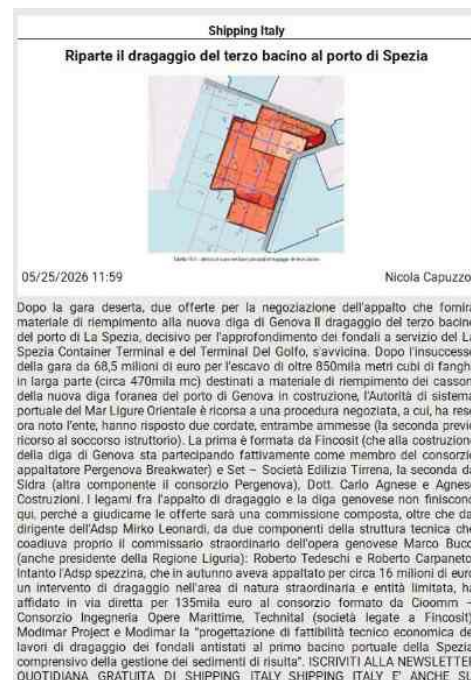 Shipping Italy
Riparte il dragaggio del terzo bacino al porto di Spezia
05/25/2026 11:59
Nicola Capuzzo
Dopo la gara deserta, due offerte per la negoziazione dell'appalto che fornirà
materiale di riempimento alla nuova diga di Genova Il dragaggio del terzo bacino
del porto di La Spezia, decisivo per l'approfondimento dei fondali a servizio del La
Spezia Container Terminal e del Terminal Del Golfo, s'avvicina. Dopo l'insuccesso
della gara da 68,5 milioni di euro per l'escavo di oltre 850mila metri cubi di fanghi
in larga parte (circa 470mila mc) destinati a materiale di riempimento dei cassoni
della nuova diga foranea del porto di Genova in costruzione, l'Autorità di sistema
portuale del Mar Ligure Orientale è ricorsa a una procedura negoziata, a cui, ha reso
ora noto l'ente, hanno risposto due cordate, entrambe ammesse (la seconda previo
ricorso al soccorso istruttorio). La prima è formata da Fincosit (che alla costruzione
della diga di Genova sta partecipando fattivamente come membro del consorzio
appaltatore Pergenova Breakwater) e Set – Società Edilizia Tirrena, la seconda da
Sidra (altra componente il consorzio Pergenova), Dott. Carlo Agnese e Agnese
Costruzioni. I legami fra l'appalto di dragaggio e la diga genovese non finiscono
qui, perché a giudicarne le offerte sarà una commissione composta, oltre che dal
dirigente dell'Adsp Mirko Leonardi, da due componenti della struttura tecnica che
coadiuva proprio il commissario straordinario dell'opera genovese Marco Bucci
(anche presidente della Regione Liguria): Roberto Tedeschi e Roberto Carpaneto.
Intanto l'Adsp spezzina, che in autunno aveva appaltato per circa 16 milioni di euro
un intervento di dragaggio nell'area di natura straordinaria e entità limitata, ha
affidato in via diretta per 135mila euro al consorzio formato da Cioomm –
Consorzio Ingegneria Opere Marittime, Technital (società legate a Fincosit)
Modimar Project e Modimar la "progettazione di fattibilità tecnico economica dei
lavori di dragaggio dei fondali antistati al primo bacino portuale della Spezia
comprensivo della gestione dei sedimenti di risulta". ISCRIVITI ALLA NEWSLETTER
QUOTIDIANA GRATUITA DI SHIPPING ITALY SHIPPING ITALY E' ANCHE SU